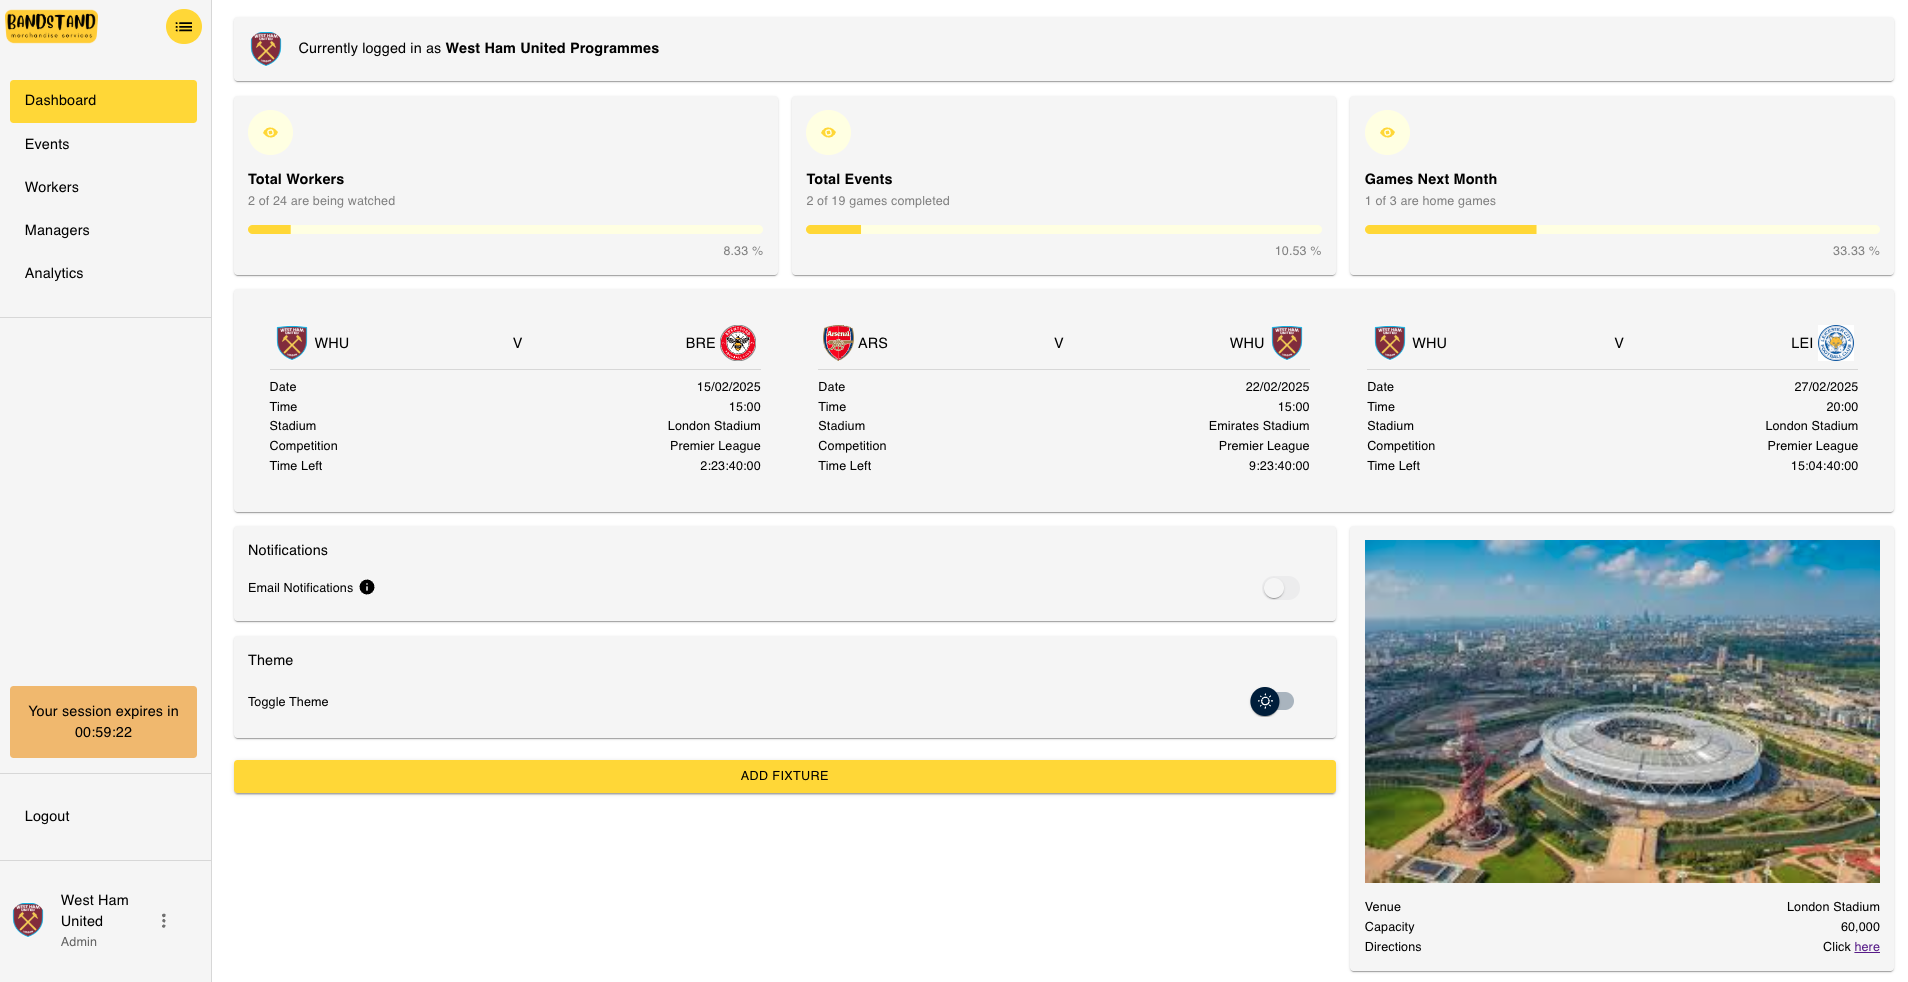 BANDSTAND
merchandise services
Dashboard
Events
Workers
Managers
Analytics
Your session expires in
00:59:22
Logout
West Ham
United
Admin
Currently logged in as West Ham United Programmes
Total Workers
2 of 24 are being watched
8.33 %
Total Events
2 of 19 games completed
10.53 %
Games Next Month
1 of 3 are home games
33.33 %
WHU V BRE
Date 15/02/2025
Time 15:00
Stadium London Stadium
Competition Premier League
Time Left 2:23:40:00
Arsenal
ARS V WHU
Date 22/02/2025
Time 15:00
Stadium Emirates Stadium
Competition Premier League
Time Left 9:23:40:00
WHU V LEI
Date 27/02/2025
Time 20:00
Stadium London Stadium
Competition Premier League
Time Left 15:04:40:00
Notifications
Email Notifications
Theme
Toggle Theme
ADD FIXTURE
Venue London Stadium
Capacity 60,000
Directions Click here